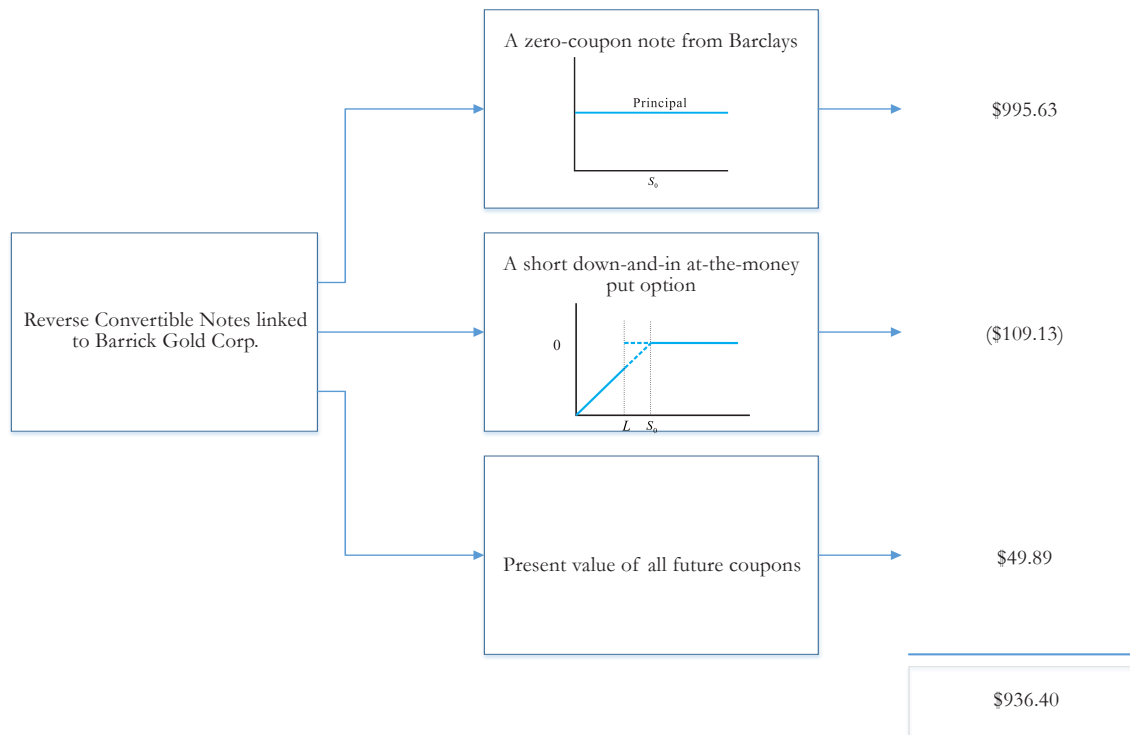 A zero-coupon note from Barclays
Principal
S₀
$995.63
Reverse Convertible Notes linked
to Barrick Gold Corp.
A short down-and-in at-the-money
put option
0
L S₀
($109.13)
Present value of all future coupons
$49.89
$936.40